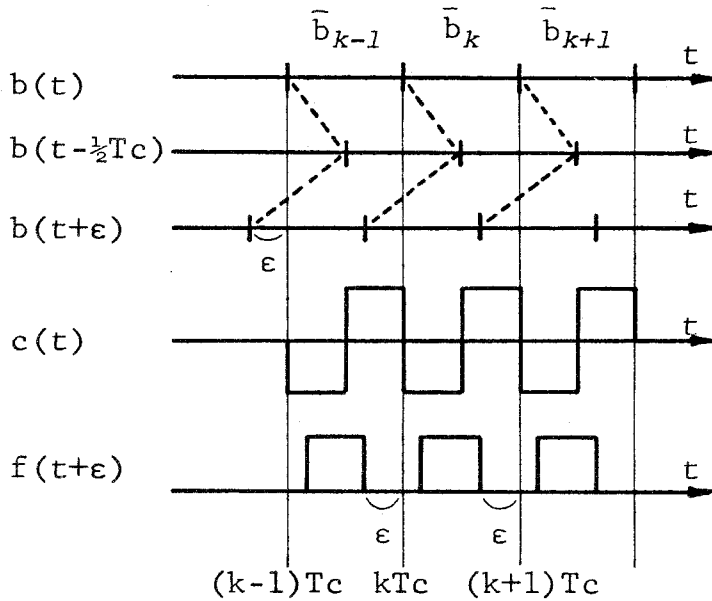 b̄k-1 b̄k b̄k+1
b(t) t
b(t-½Tc) t
b(t+ε) t
ε
c(t) t
f(t+ε) t
ε ε
(k-1)Tc kTc (k+1)Tc